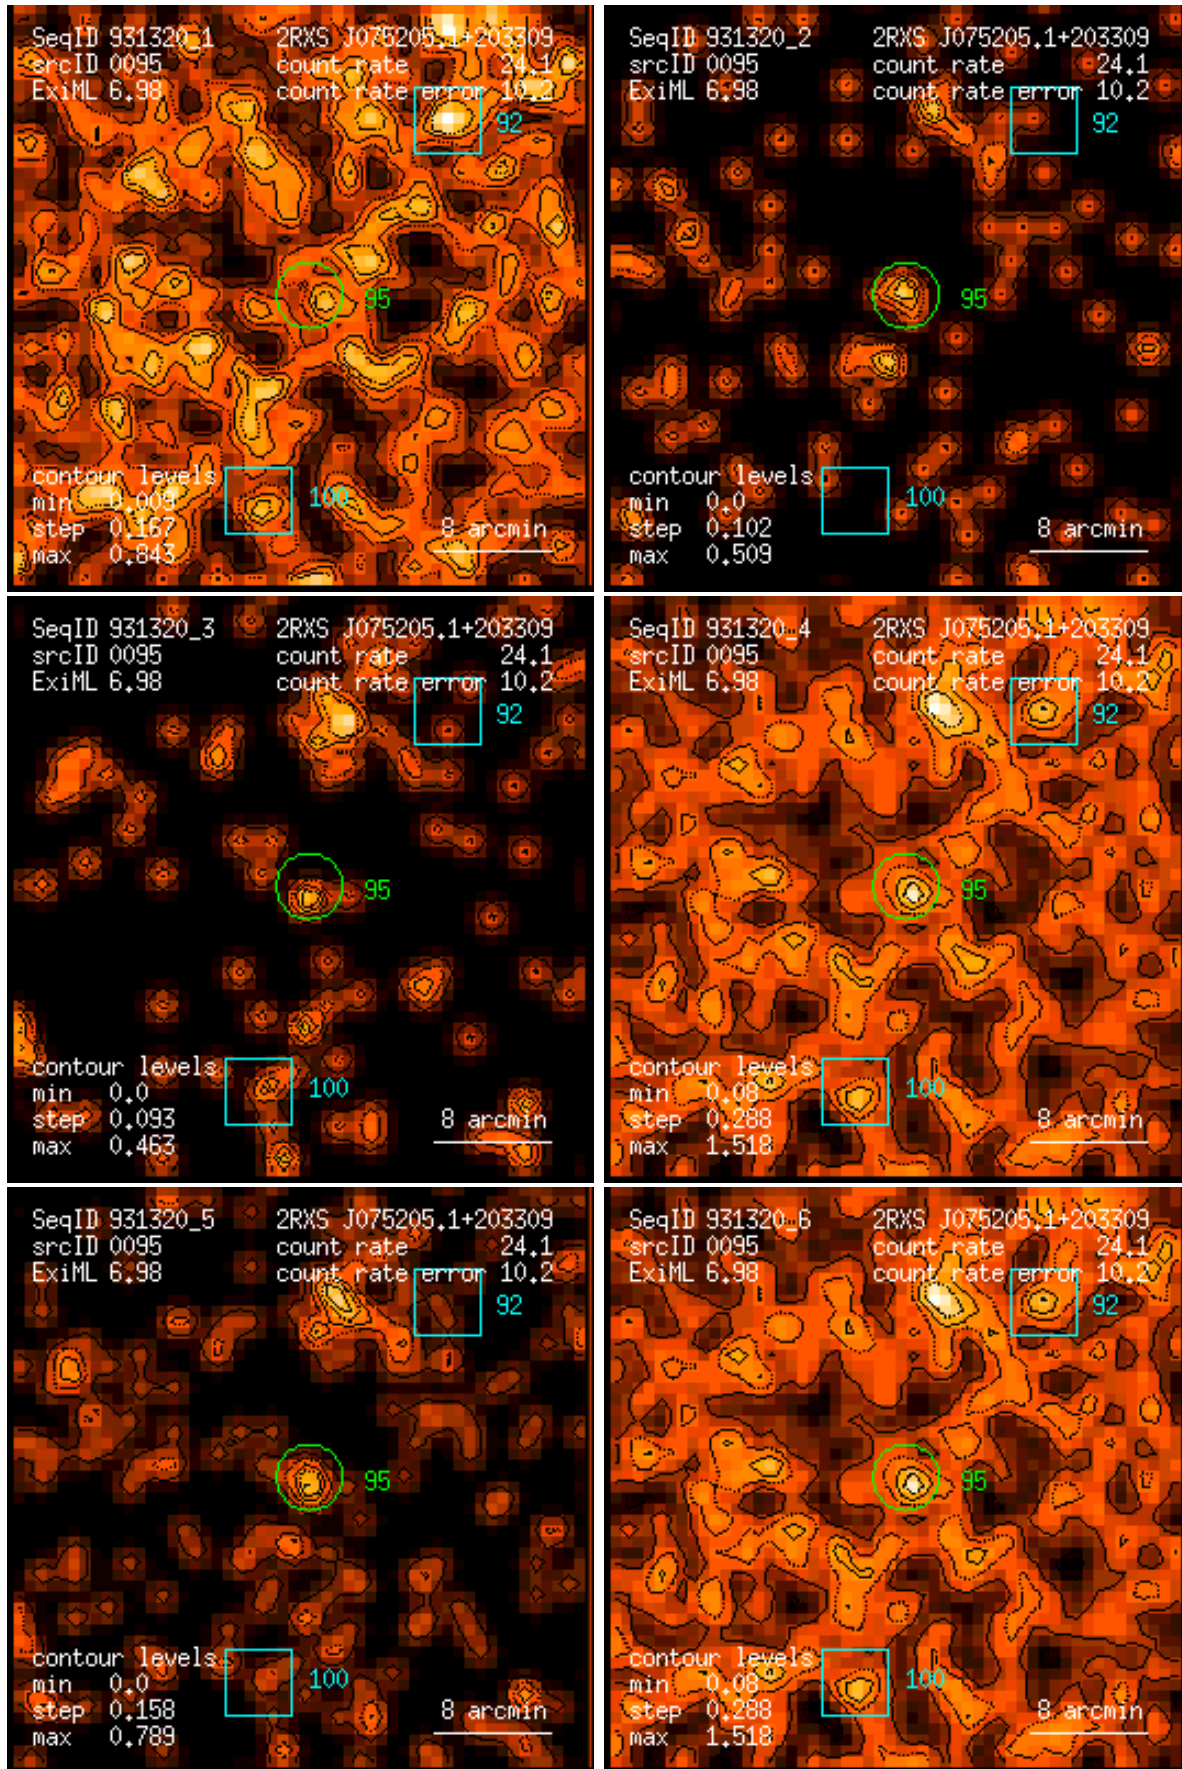 SeqID 931320_1 2RXS J075205.1+203309
srcID 0095 count rate 24.1
ExiML 6.98 count rate error 10.2
92
95
contour levels
100
min 0.009
step 0.167 8 arcmin
max 0.843
SeqID 931320_2 2RXS J075205.1+203309
srcID 0095 count rate 24.1
ExiML 6.98 count rate error 10.2
92
95
contour levels
100
min 0.0
step 0.102 8 arcmin
max 0.509
SeqID 931320_3 2RXS J075205.1+203309
srcID 0095 count rate 24.1
ExiML 6.98 count rate error 10.2
92
95
contour levels
100
min 0.0
step 0.093 8 arcmin
max 0.463
SeqID 931320_4 2RXS J075205.1+203309
srcID 0095 count rate 24.1
ExiML 6.98 count rate error 10.2
92
95
contour levels
100
min 0.08
step 0.288 8 arcmin
max 1.518
SeqID 931320_5 2RXS J075205.1+203309
srcID 0095 count rate 24.1
ExiML 6.98 count rate error 10.2
92
95
contour levels
100
min 0.0
step 0.158 8 arcmin
max 0.789
SeqID 931320_6 2RXS J075205.1+203309
srcID 0095 count rate 24.1
ExiML 6.98 count rate error 10.2
92
95
contour levels
100
min 0.08
step 0.288 8 arcmin
max 1.518